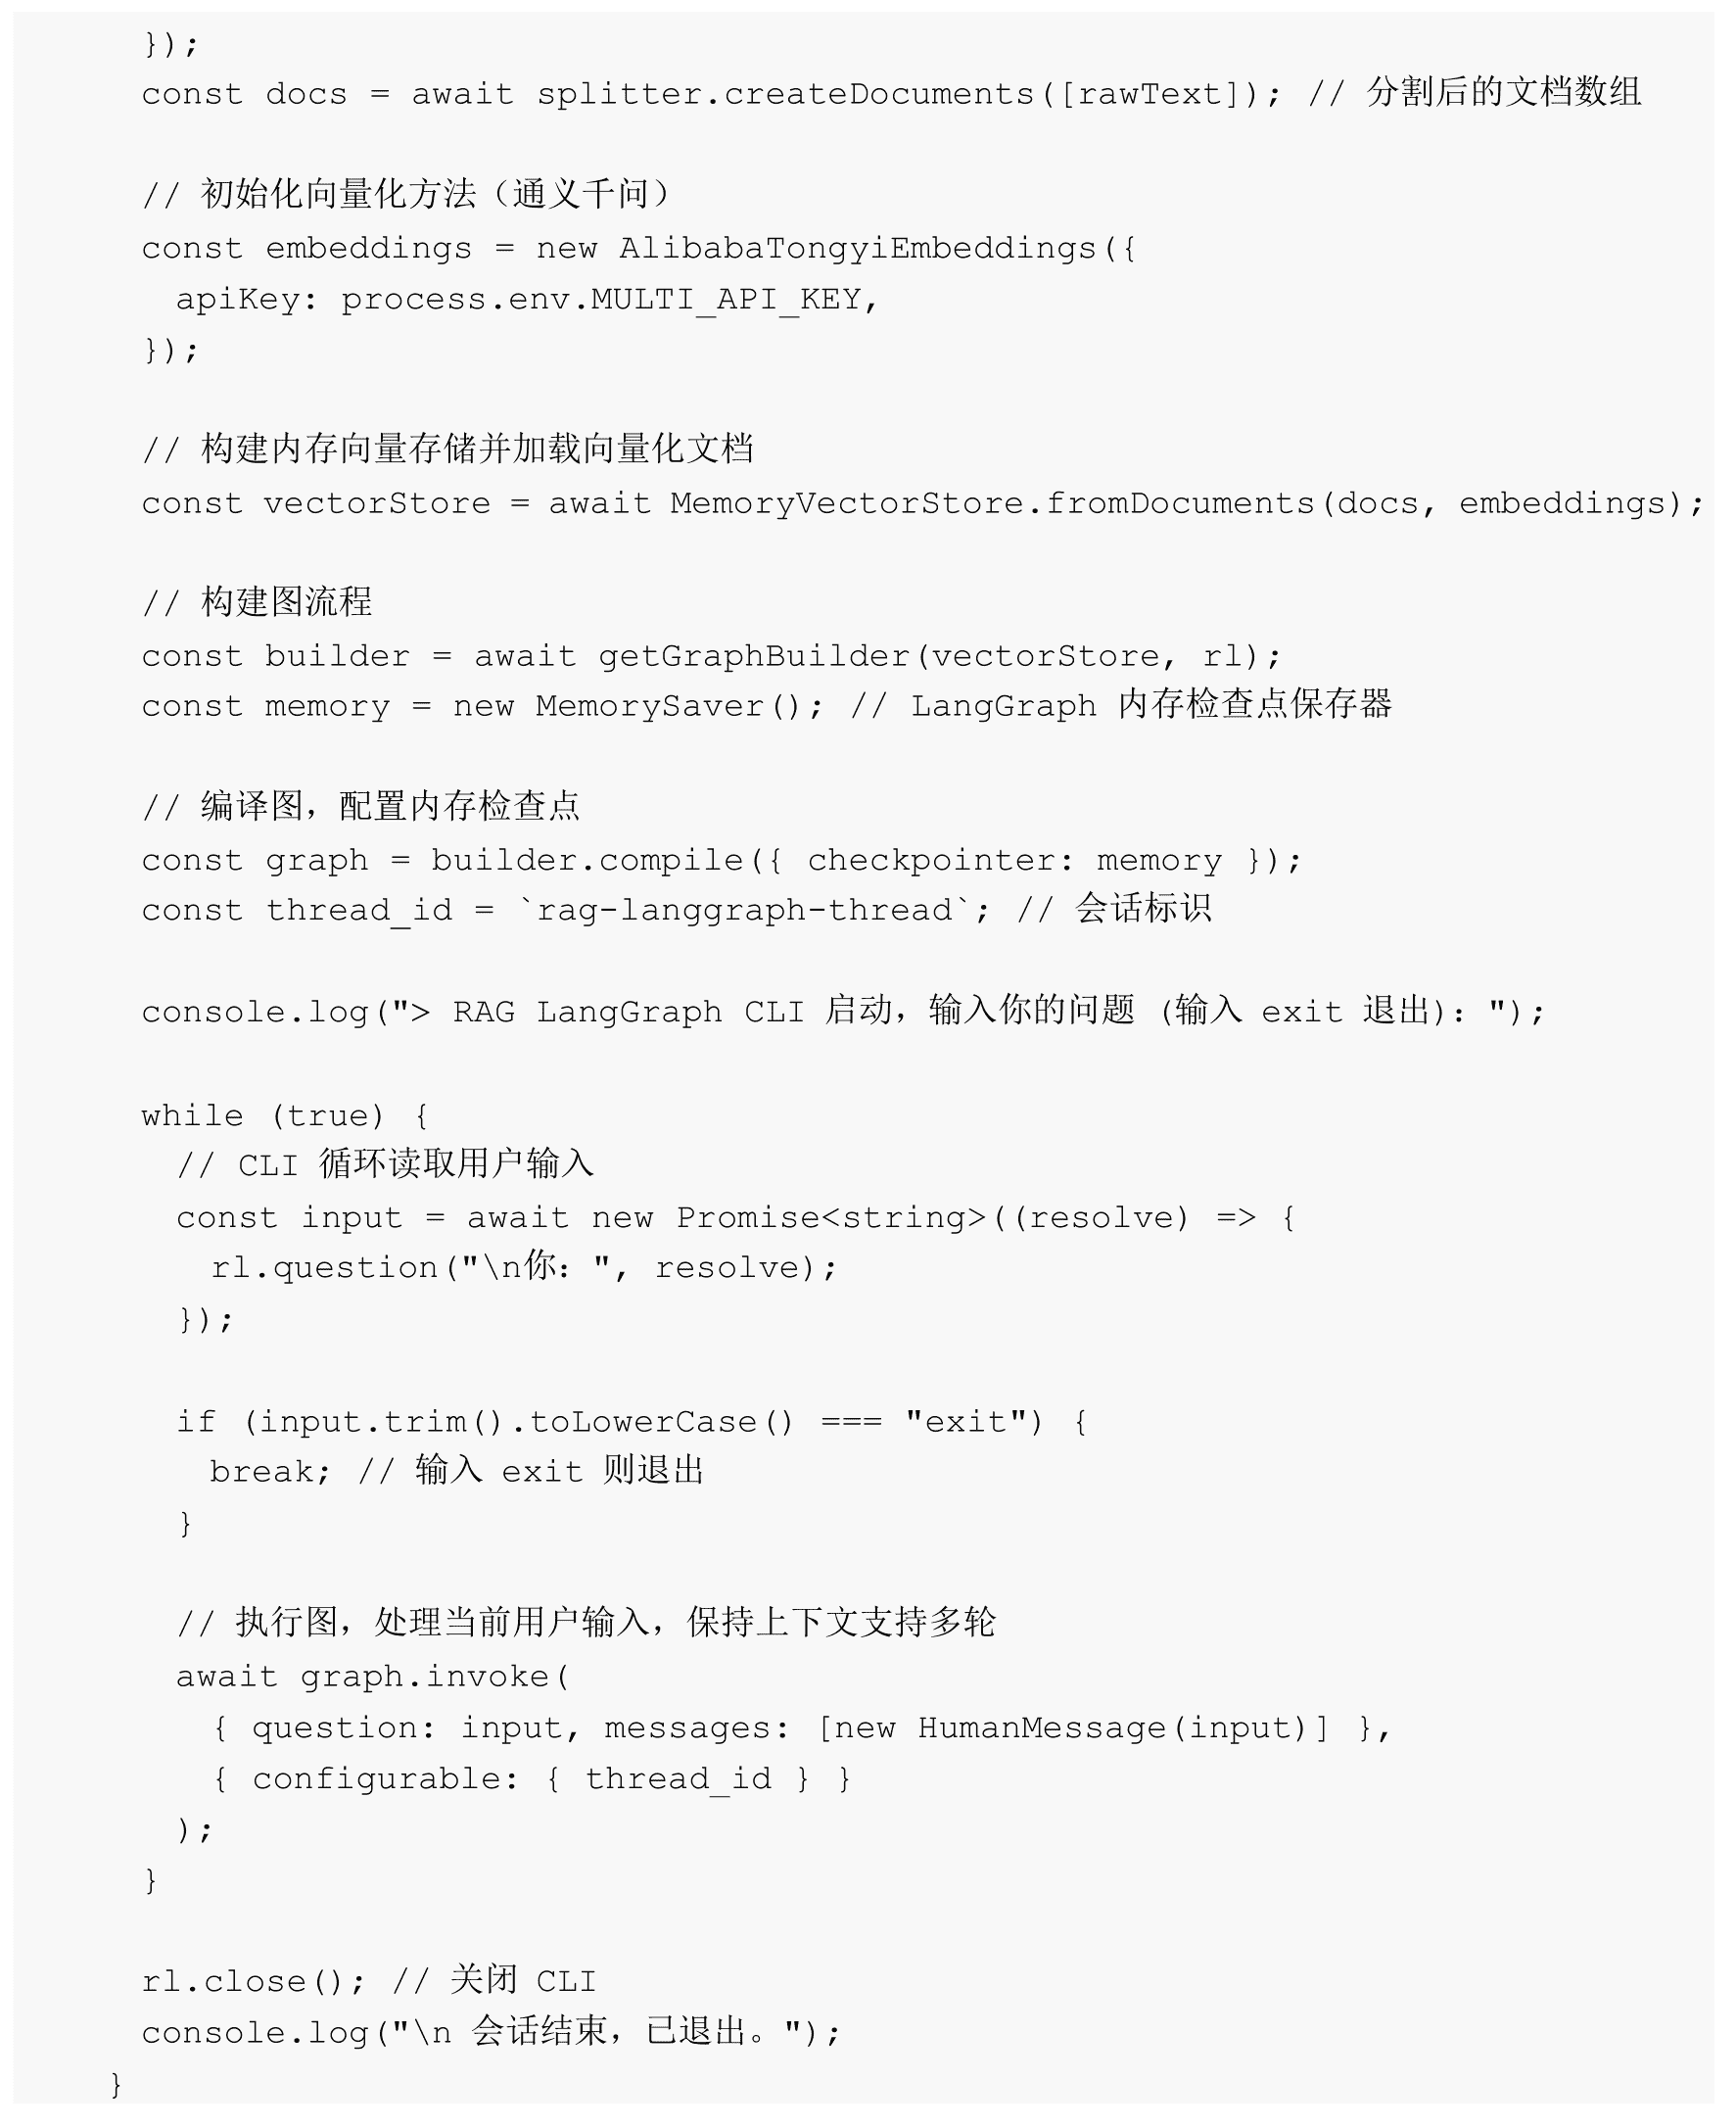 });
const docs = await splitter.createDocuments([rawText]); // 分割后的文档数组
// 初始化向量化方法（通义千问）
const embeddings = new AlibabaTongyiEmbeddings({
apiKey: process.env.MULTI_API_KEY,
});
// 构建内存向量存储并加载向量化文档
const vectorStore = await MemoryVectorStore.fromDocuments(docs, embeddings);
// 构建图流程
const builder = await getGraphBuilder(vectorStore, rl);
const memory = new MemorySaver(); // LangGraph 内存检查点保存器
// 编译图，配置内存检查点
const graph = builder.compile({ checkpointer: memory });
const thread_id = `rag-langgraph-thread`; // 会话标识
console.log("> RAG LangGraph CLI 启动，输入你的问题 (输入 exit 退出)：");
while (true) {
// CLI 循环读取用户输入
const input = await new Promise<string>((resolve) => {
rl.question("\n你：", resolve);
});
if (input.trim().toLowerCase() === "exit") {
break; // 输入 exit 则退出
}
// 执行图，处理当前用户输入，保持上下文支持多轮
await graph.invoke(
{ question: input, messages: [new HumanMessage(input)] },
{ configurable: { thread_id } }
);
}
rl.close(); // 关闭 CLI
console.log("\n 会话结束，已退出。");
}